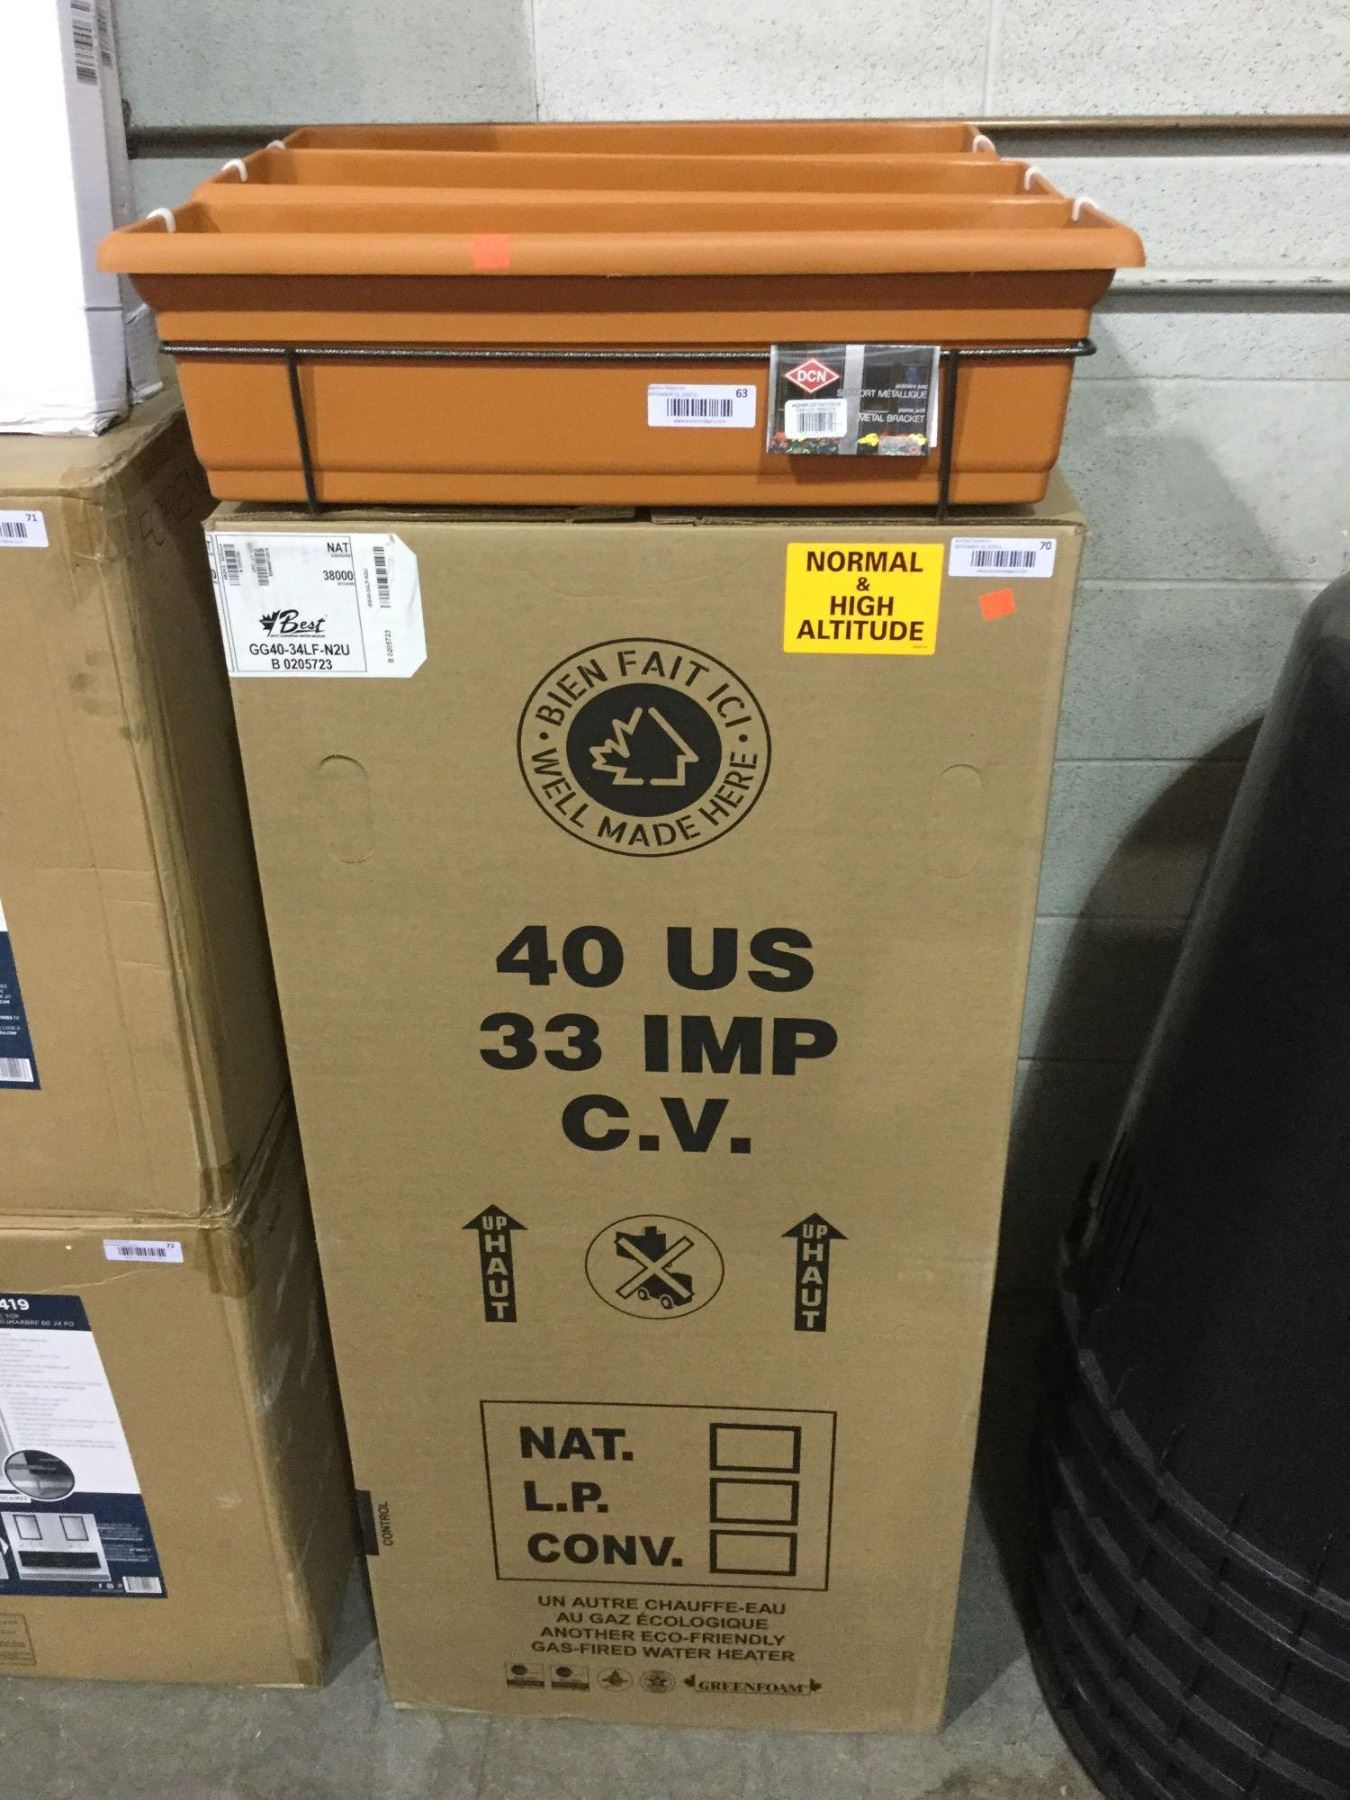 63
DCN
SUPPORT MÉTALLIQUE
METAL BRACKET
71
NAT
38000
Best
GG40-34LF-N2U
B 0205723
B 0205723
NORMAL
&
HIGH
ALTITUDE
70
BIEN FAIT ICI
WELL MADE HERE
40 US
33 IMP
C.V.
UP
HAUT
UP
HAUT
72
419
NAT.
L.P.
CONV.
CONTROL
UN AUTRE CHAUFFE-EAU
AU GAZ ÉCOLOGIQUE
ANOTHER ECO-FRIENDLY
GAS-FIRED WATER HEATER
GREENFOAM